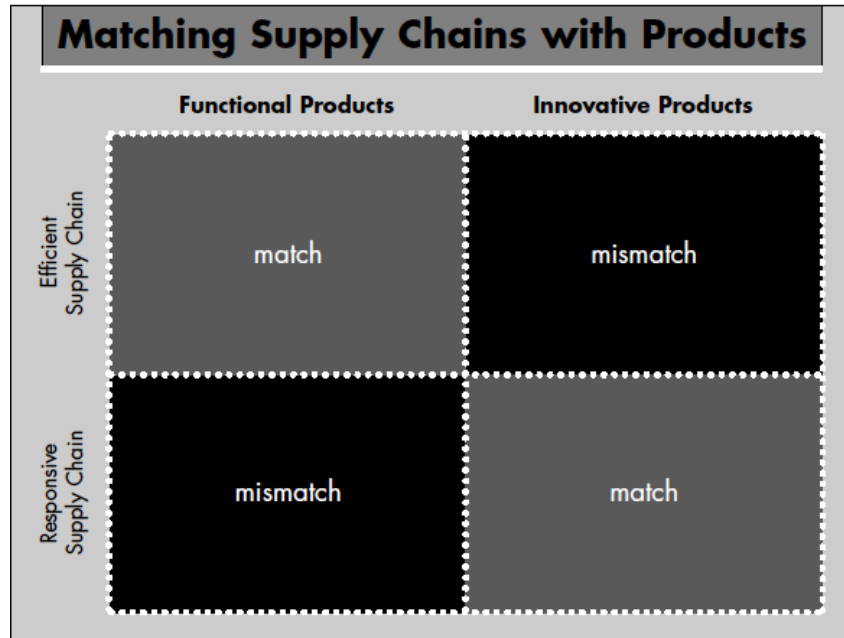 Matching Supply Chains with Products
Functional Products
Innovative Products
Efficient
Supply Chain
match
mismatch
Responsive
Supply Chain
mismatch
match